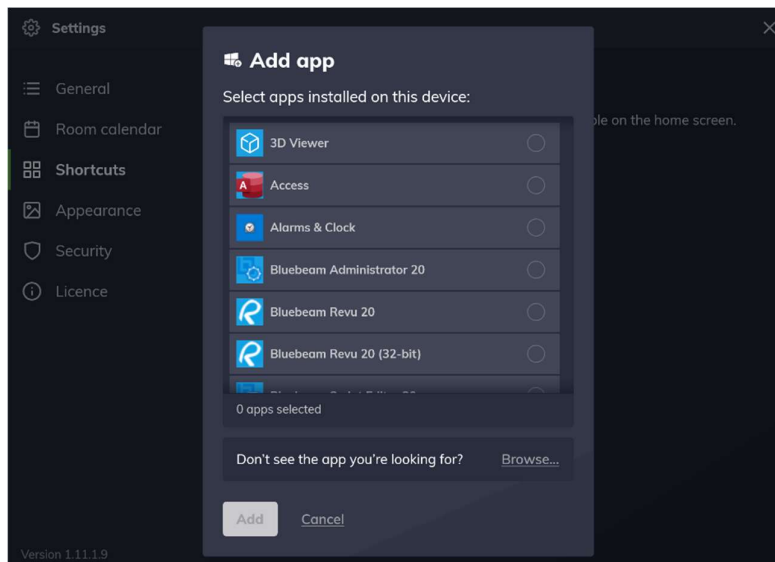 Settings
General
Room calendar
Shortcuts
Appearance
Security
Licence
Version 1.11.1.9
Add app
Select apps installed on this device:
3D Viewer
A
Access
Alarms & Clock
Bluebeam Administrator 20
Bluebeam Revu 20
Bluebeam Revu 20 (32-bit)
0 apps selected
Don't see the app you're looking for? Browse...
Add Cancel
on the home screen.